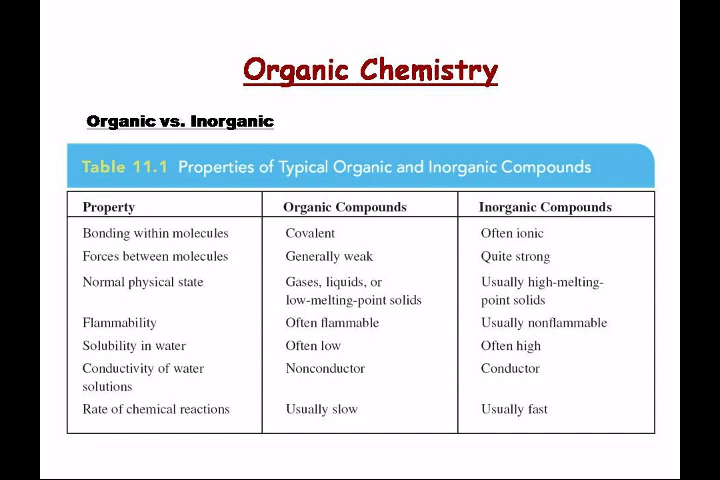 Organic Chemistry
Organic vs. Inorganic
Table 11.1 Properties of Typical Organic and Inorganic Compounds
Property Organic Compounds Inorganic Compounds
Bonding within molecules Covalent Often ionic
Forces between molecules Generally weak Quite strong
Normal physical state Gases, liquids, or Usually high-melting-
low-melting-point solids point solids
Flammability Often flammable Usually nonflammable
Solubility in water Often low Often high
Conductivity of water Nonconductor Conductor
solutions
Rate of chemical reactions Usually slow Usually fast